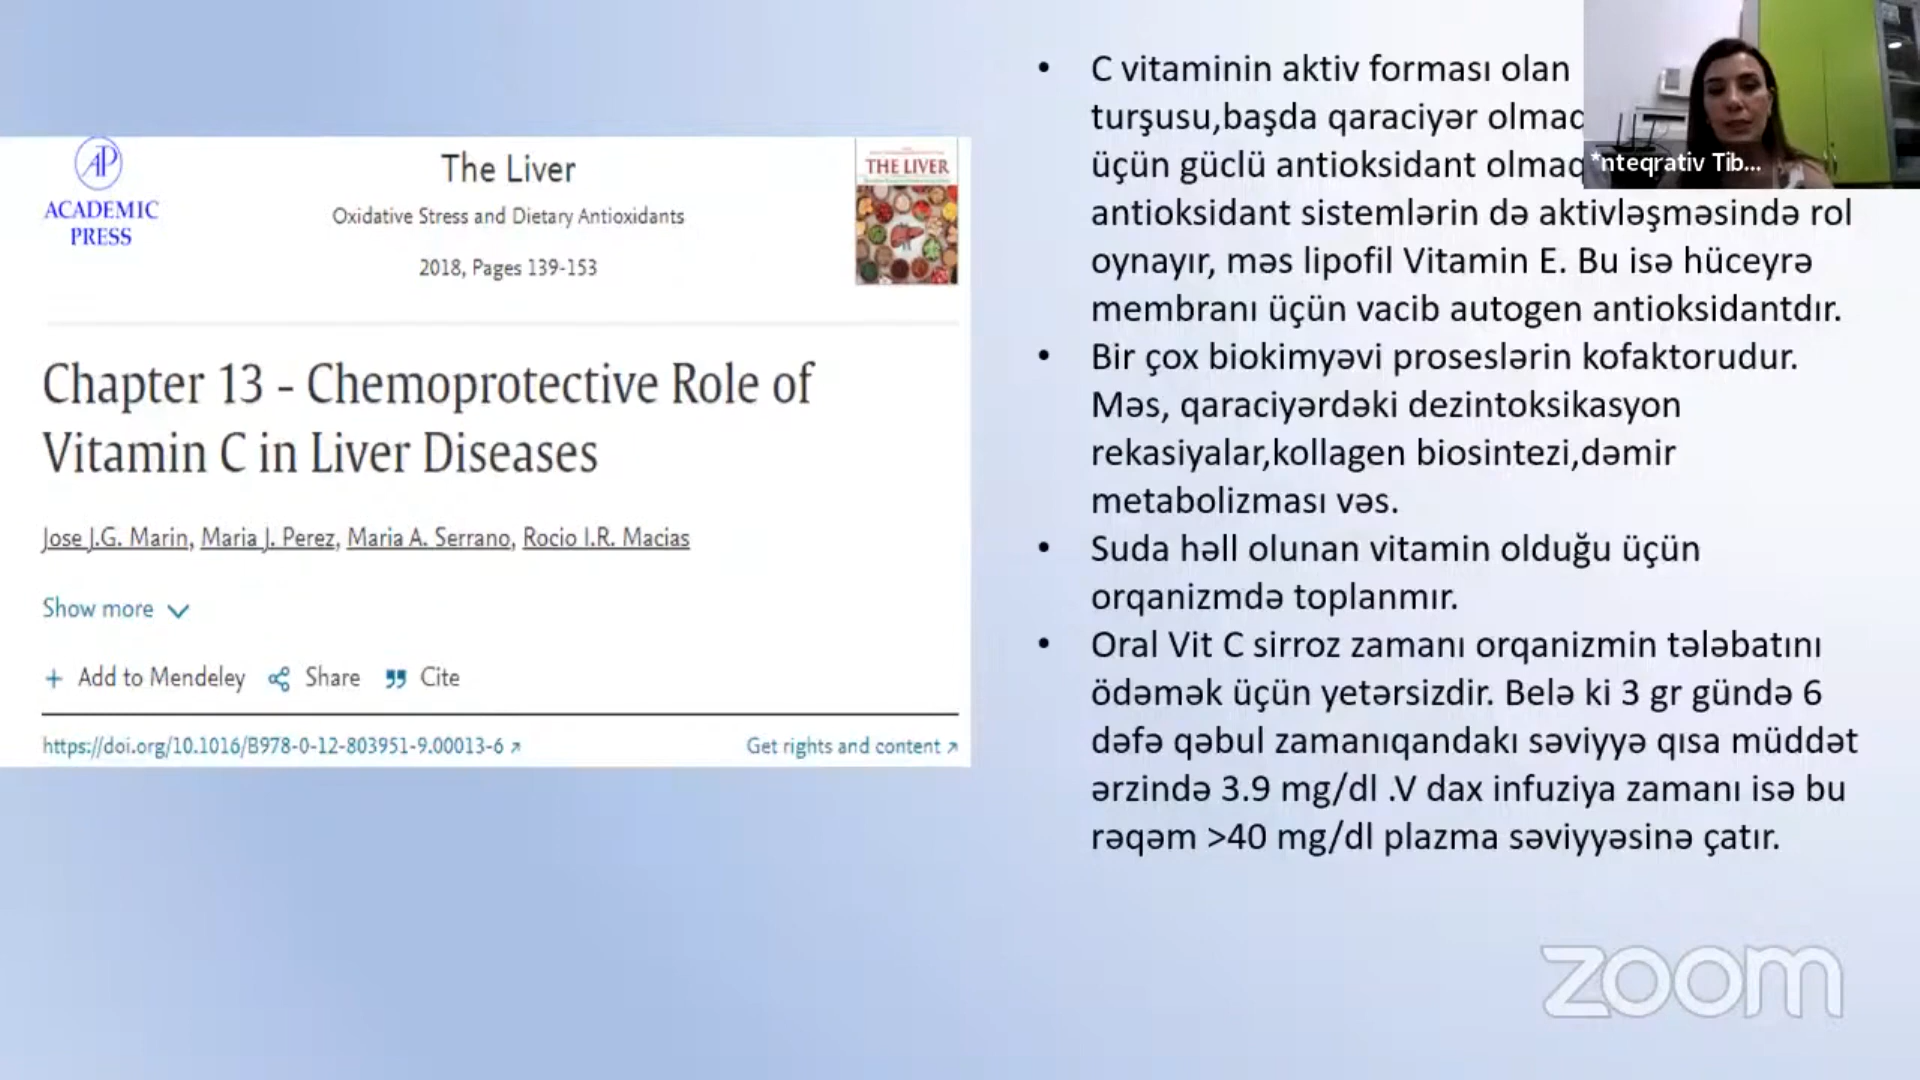 AP
ACADEMIC
PRESS
The Liver
Oxidative Stress and Dietary Antioxidants
2018, Pages 139-153
THE LIVER
Chapter 13 - Chemoprotective Role of
Vitamin C in Liver Diseases
Jose J.G. Marin, Maria J. Perez, Maria A. Serrano, Rocio I.R. Macias
Show more
+ Add to Mendeley Share Cite
https://doi.org/10.1016/B978-0-12-803951-9.00013-6 ↗ Get rights and content ↗
• C vitaminin aktiv forması olan
turşusu,başda qaraciyər
üçün güclü antioksidant
antioksidant sistemlərin də aktivləşməsində rol
oynayır, məs lipofil Vitamin E. Bu isə hüceyrə
membranı üçün vacib autogen antioksidantdır.
• Bir çox biokimyəvi proseslərin kofaktorudur.
Məs, qaraciyərdəki dezintoksikasyon
rekasiyalar,kollagen biosintezi,dəmir
metabolizması vəs.
• Suda həll olunan vitamin olduğu üçün
orqanizmdə toplanmır.
• Oral Vit C sirroz zamanı orqanizmin tələbatını
ödəmək üçün yetərsizdir. Belə ki 3 gr gündə 6
dəfə qəbul zamanıqandakı səviyyə qısa müddət
ərzində 3.9 mg/dl .V dax infuziya zamanı isə bu
rəqəm >40 mg/dl plazma səviyyəsinə çatır.
*nteqrativ Tib...
zoom